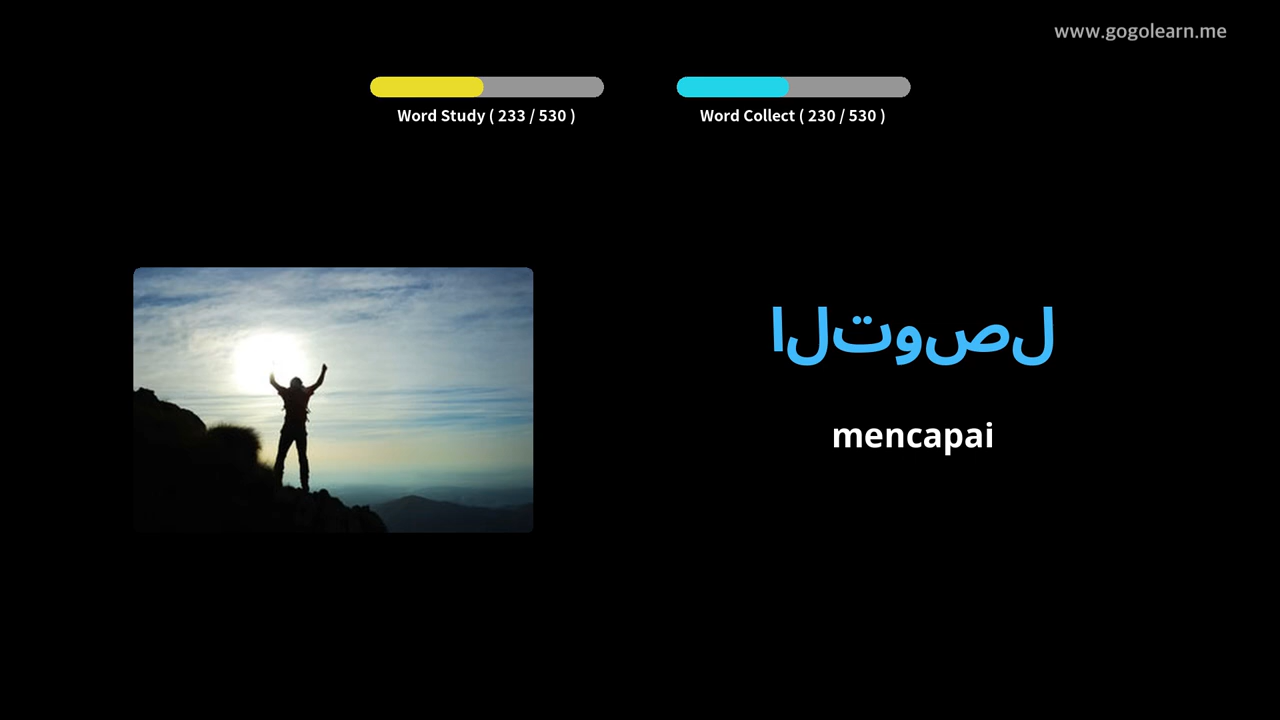 www.gogolearn.me
Word Study ( 233 / 530 )
Word Collect ( 230 / 530 )
التوصل
mencapai